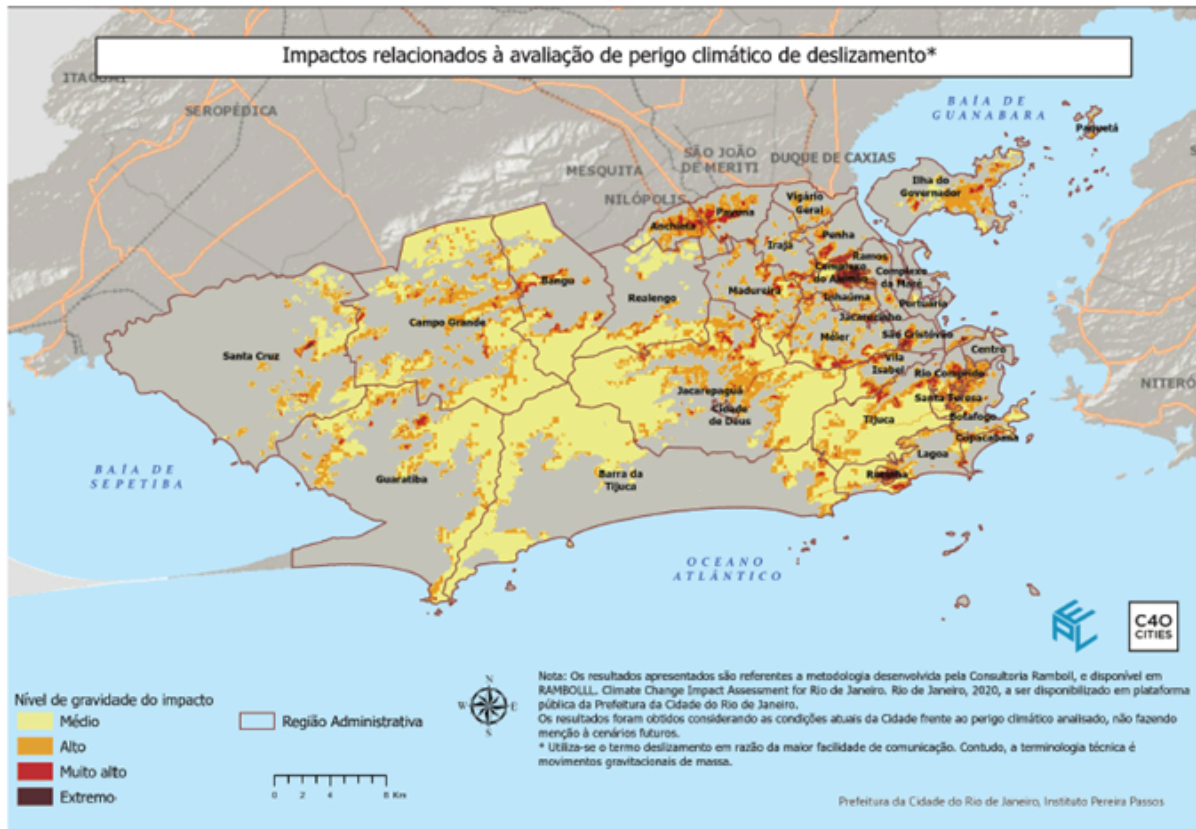 Impactos relacionados à avaliação de perigo climático de deslizamento*
ITAGUAÍ
SEROPÉDICA
BAÍA DE
GUANABARA
Paquetá
MESQUITA
SÃO JOÃO
DE MERITI
DUQUE DE CAXIAS
NILÓPOLIS
Ilha do
Governador
Vigário
Geral
Pavuna
Anchieta
Penha
Irajá
Ramos
Complexo
do Alemão
Complexo
da Maré
Bangu
Realengo
Madureira
Inhaúma
Portuária
Jacarezinho
Campo Grande
Méier
São Cristóvão
Centro
Santa Cruz
Vila
Isabel
Rio Comprido
NITERÓ
Jacarepaguá
Cidade
de Deus
Santa Teresa
Tijuca
Botafogo
Copacabana
Lagoa
BAÍA DE
SEPETIBA
Guaratiba
Barra da
Tijuca
Rocinha
OCEANO
ATLÂNTICO
C40
CITIES
Nível de gravidade do impacto
Médio
Alto
Muito alto
Extremo
Região Administrativa
0 2 4 8 Km
N
W E
S
Nota: Os resultados apresentados são referentes a metodologia desenvolvida pela Consultoria Ramboll, e disponível em
RAMBOLLL. Climate Change Impact Assessment for Rio de Janeiro. Rio de Janeiro, 2020, a ser disponibilizado em plataforma
pública da Prefeitura da Cidade do Rio de Janeiro.
Os resultados foram obtidos considerando as condições atuais da Cidade frente ao perigo climático analisado, não fazendo
menção à cenários futuros.
* Utiliza-se o termo deslizamento em razão da maior facilidade de comunicação. Contudo, a terminologia técnica é
movimentos gravitacionais de massa.
Prefeitura da Cidade do Rio de Janeiro, Instituto Pereira Passos